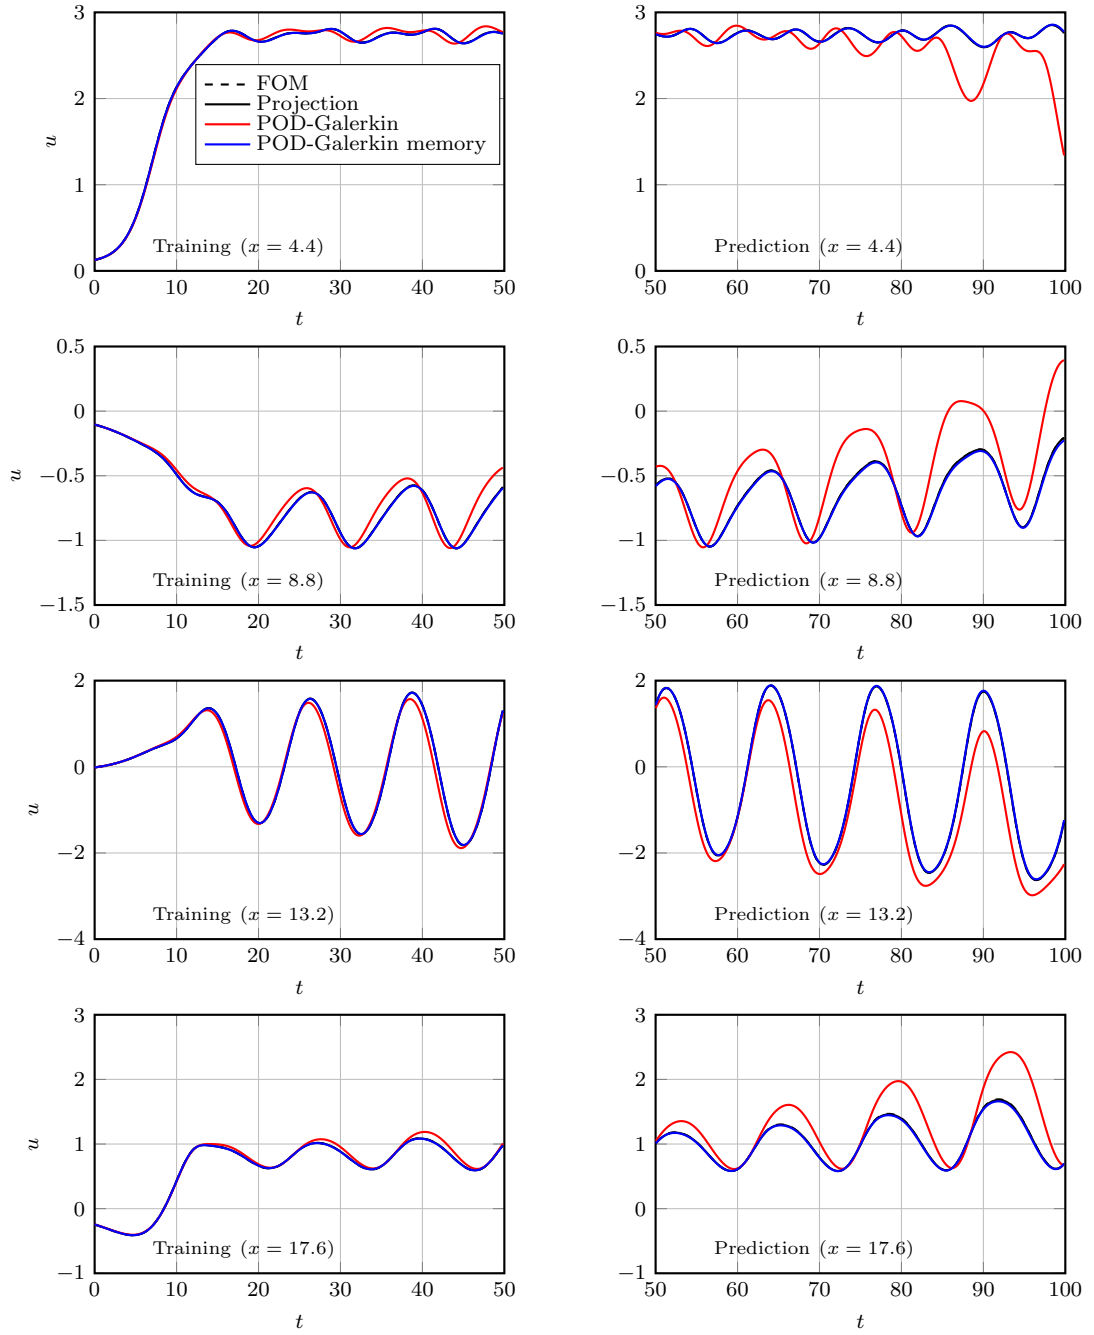 3
2
1
0
u
FOM
Projection
POD-Galerkin
POD-Galerkin memory
Training (x = 4.4)
0 10 20 30 40 50
t
3
2
1
0
Prediction (x = 4.4)
50 60 70 80 90 100
t
0.5
0
−0.5
−1
−1.5
u
Training (x = 8.8)
0 10 20 30 40 50
t
0.5
0
−0.5
−1
−1.5
Prediction (x = 8.8)
50 60 70 80 90 100
t
2
0
−2
−4
u
Training (x = 13.2)
0 10 20 30 40 50
t
2
0
−2
−4
Prediction (x = 13.2)
50 60 70 80 90 100
t
3
2
1
0
−1
u
Training (x = 17.6)
0 10 20 30 40 50
t
3
2
1
0
−1
Prediction (x = 17.6)
50 60 70 80 90 100
t